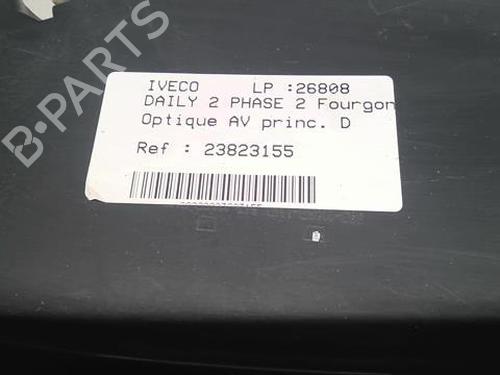 B-PARTS
IVECO LP :26808
DAILY 2 PHASE 2 Fourgon
Optique AV princ. D
Ref : 23823155